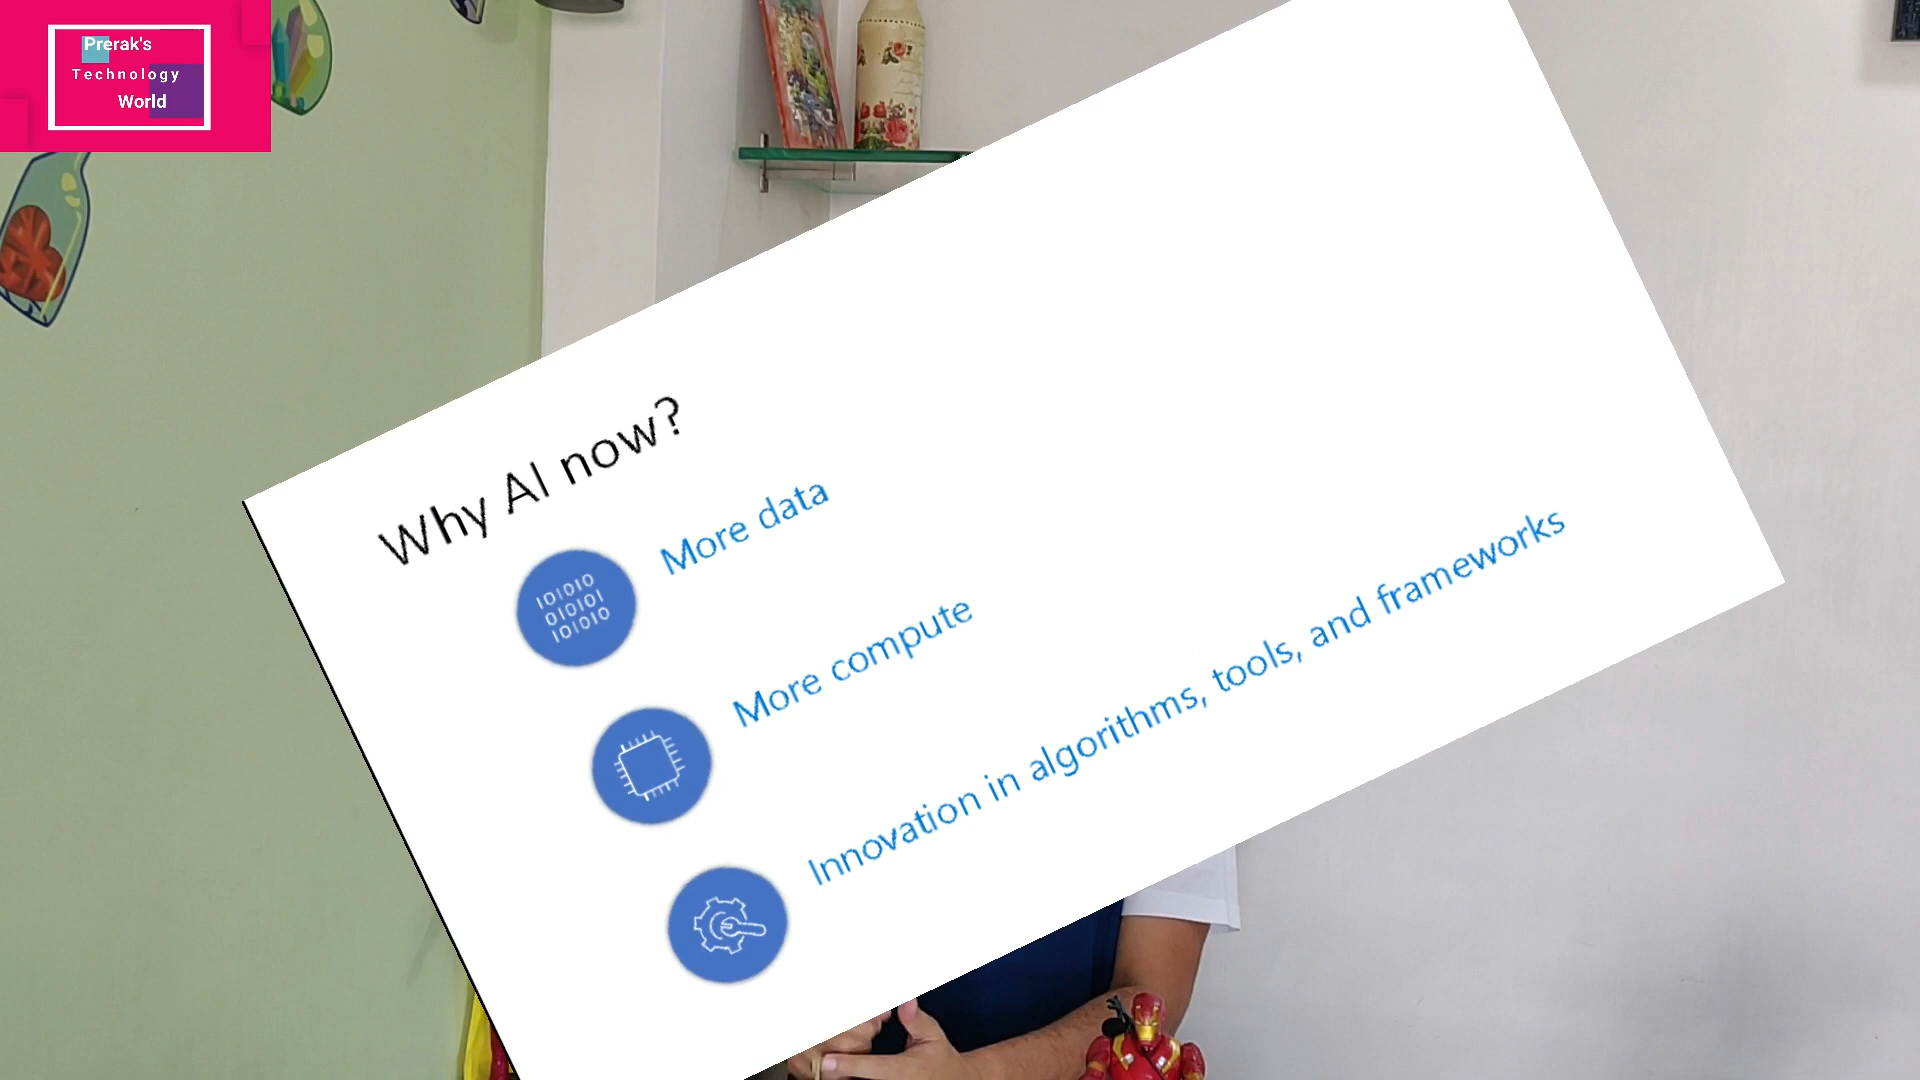 Prerak's
Technology
World
Why AI now?
101010
010101
101010
More data
More compute
Innovation in algorithms, tools, and frameworks